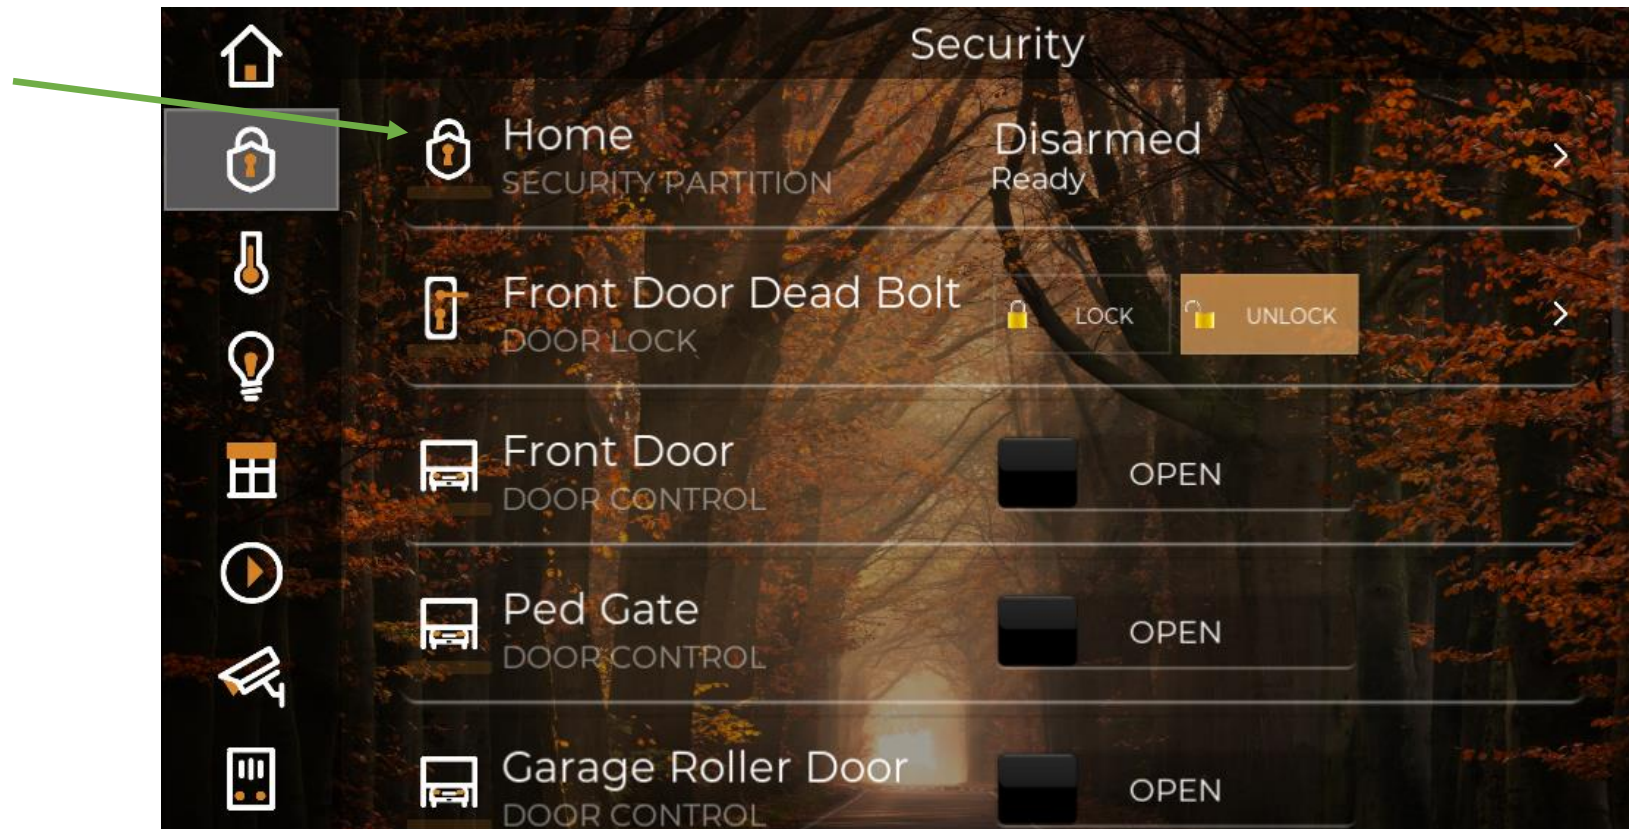 Security
Home
SECURITY PARTITION
Disarmed
Ready
Front Door Dead Bolt
DOOR LOCK
LOCK
UNLOCK
Front Door
DOOR CONTROL
OPEN
Ped Gate
DOOR CONTROL
OPEN
Garage Roller Door
DOOR CONTROL
OPEN